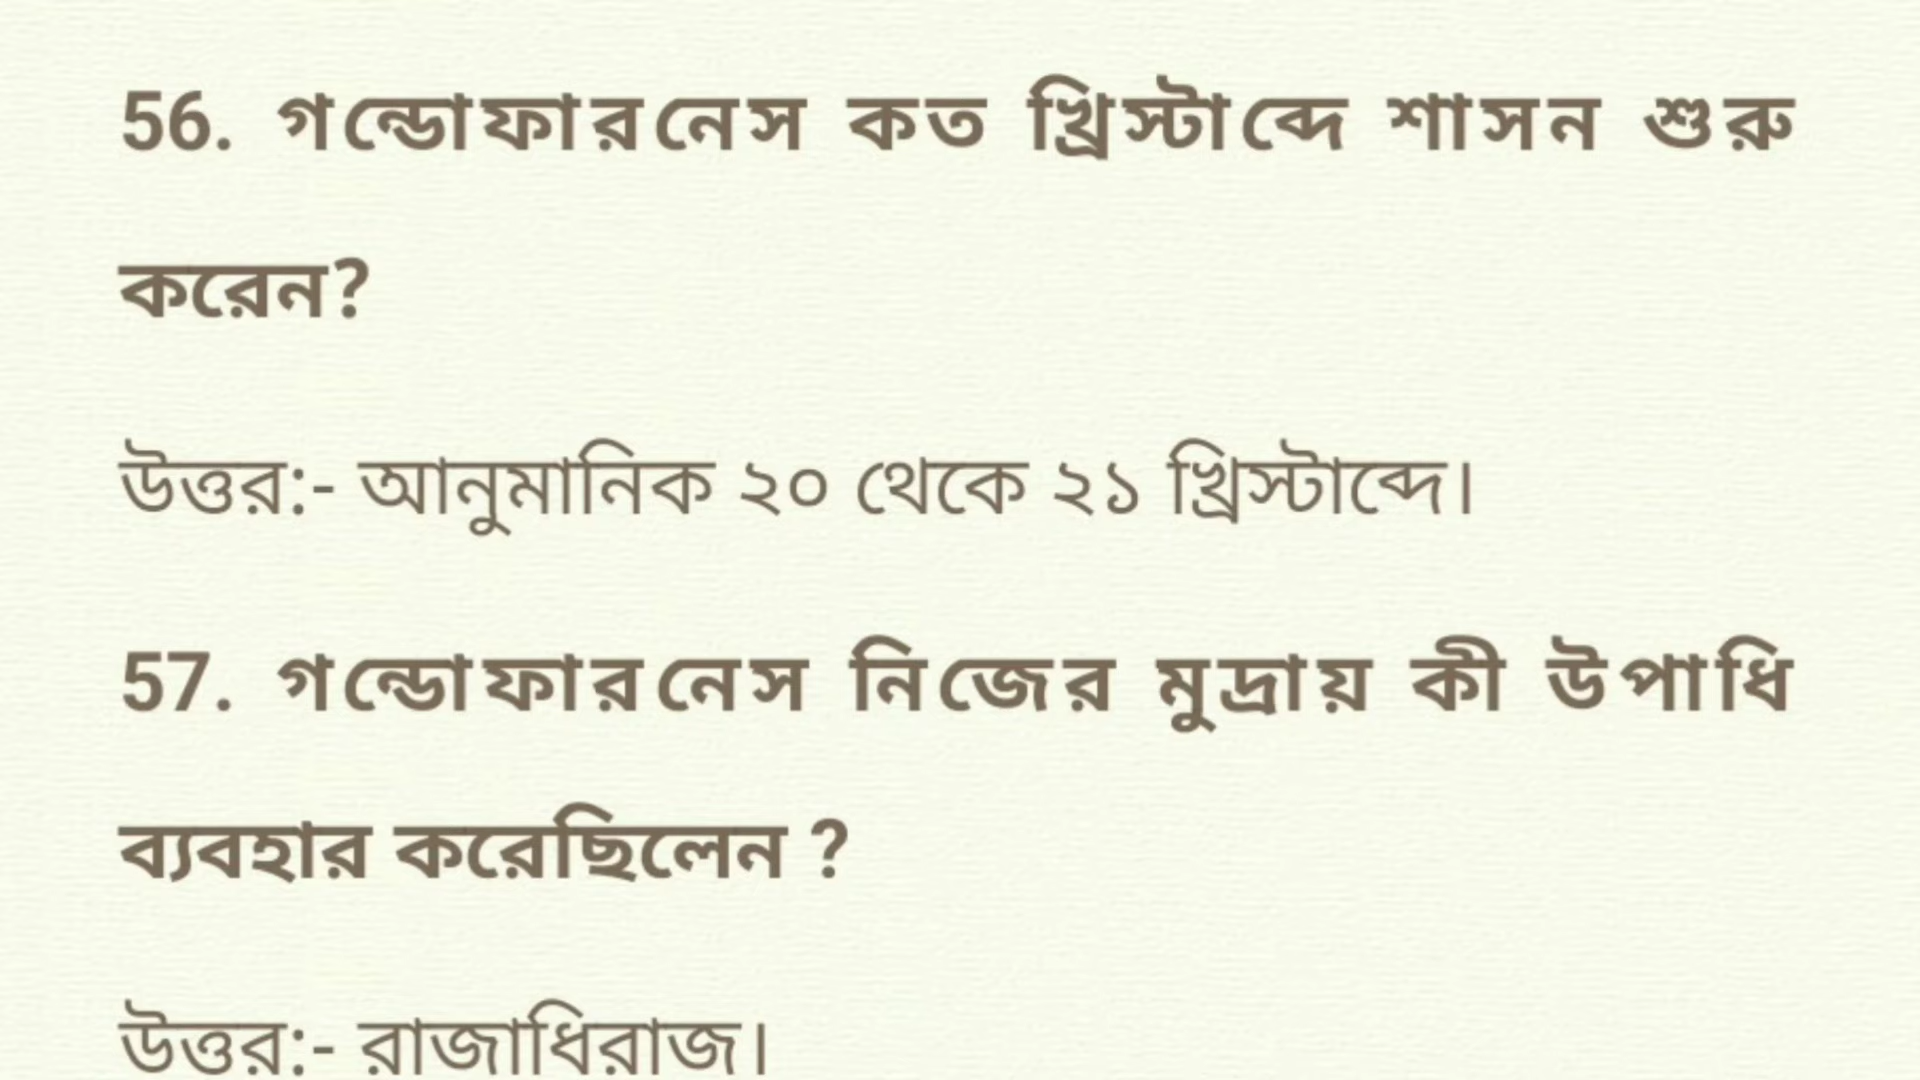 56. গন্ডোফারনেস কত খ্রিস্টাব্দে শাসন শুরু
করেন?
উত্তর:- আনুমানিক ২০ থেকে ২১ খ্রিস্টাব্দে।
57. গন্ডোফারনেস নিজের মুদ্রায় কী উপাধি
ব্যবহার করেছিলেন ?
উত্তর:- রাজাধিরাজ।